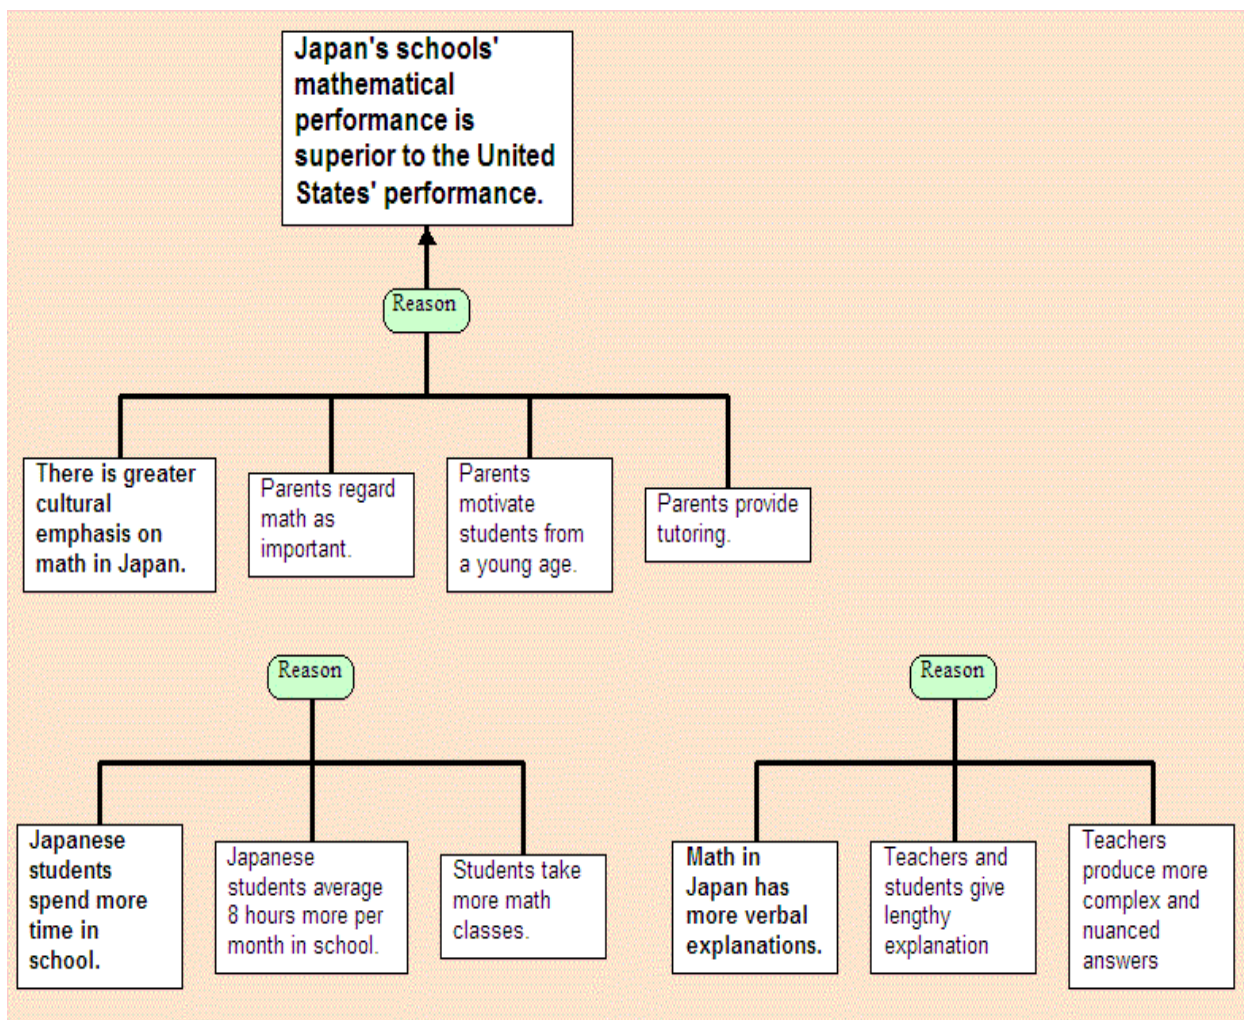 Japan's schools'
mathematical
performance is
superior to the United
States' performance.
Reason
There is greater
cultural
emphasis on
math in Japan.
Parents regard
math as
important.
Parents
motivate
students from
a young age.
Parents provide
tutoring.
Reason
Japanese
students
spend more
time in
school.
Japanese
students average
8 hours more per
month in school.
Students take
more math
classes.
Reason
Math in
Japan has
more verbal
explanations.
Teachers and
students give
lengthy
explanation
Teachers
produce more
complex and
nuanced
answers